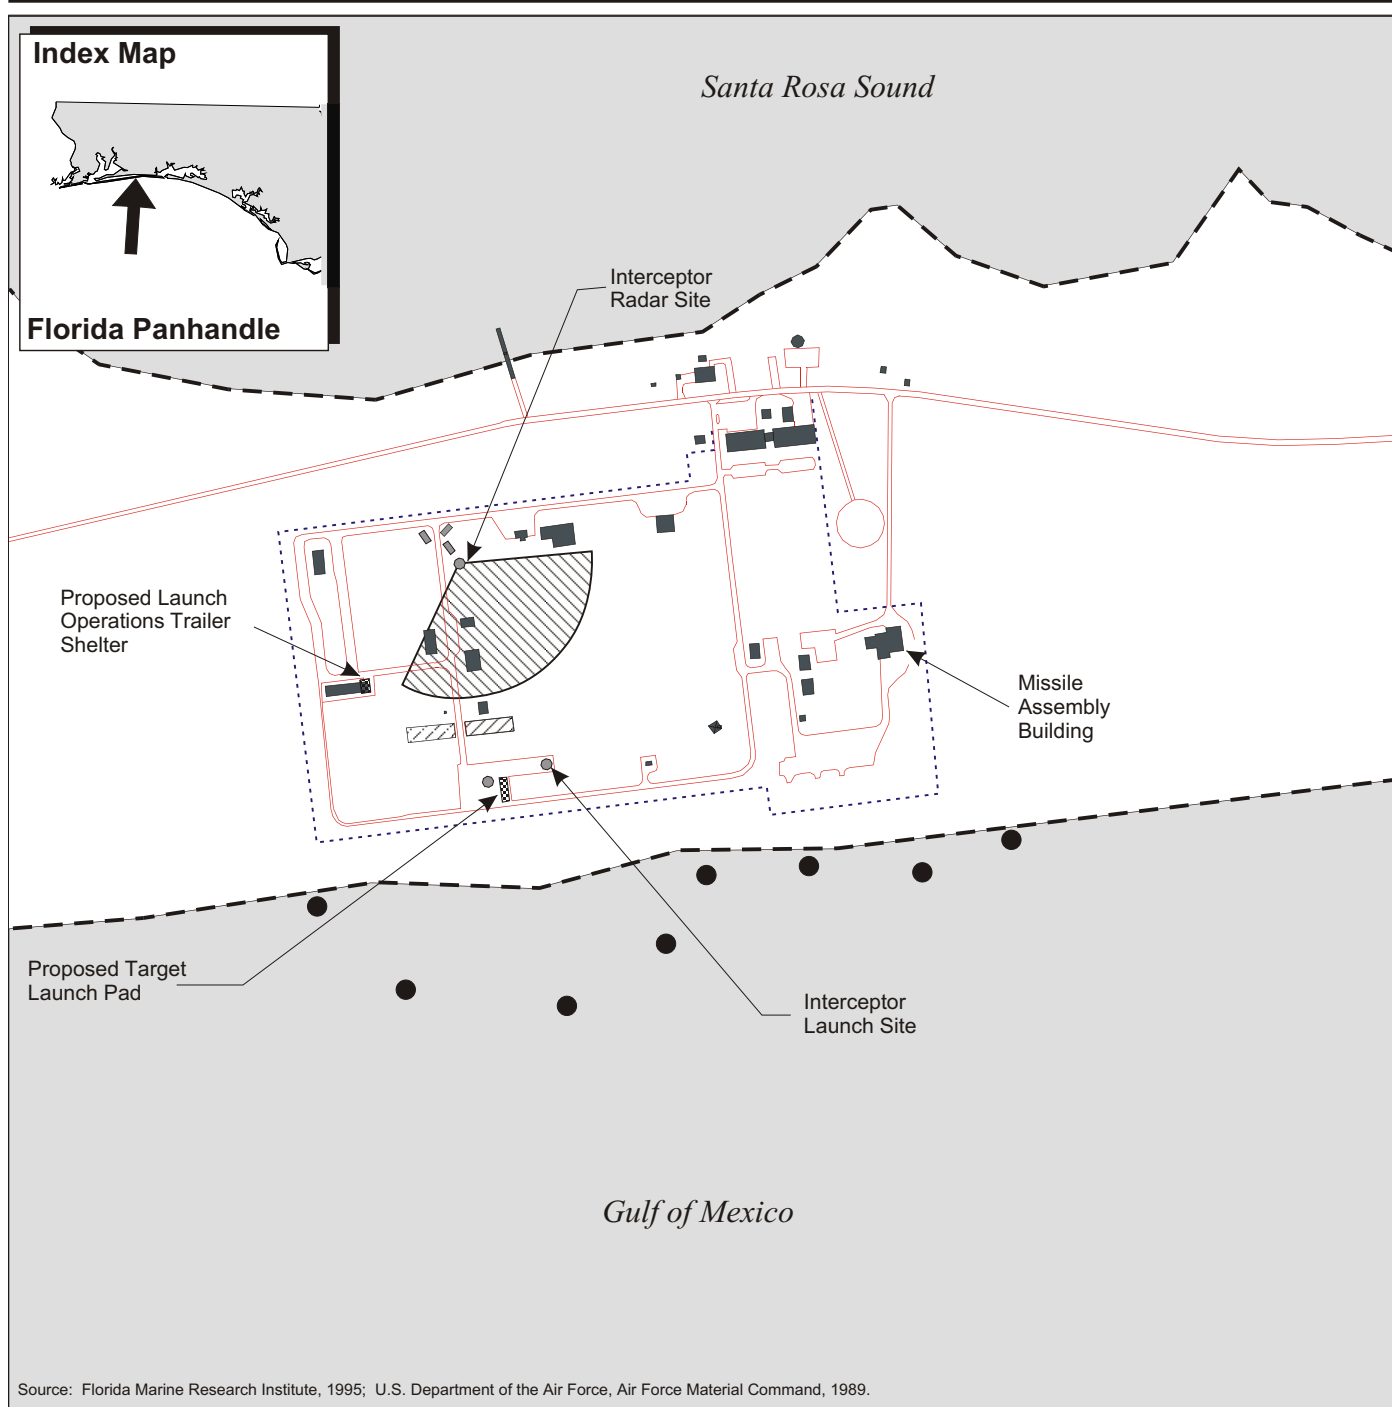 Index Map
Florida Panhandle
Santa Rosa Sound
Interceptor
Radar Site
Proposed Launch
Operations Trailer
Shelter
Missile
Assembly
Building
Proposed Target
Launch Pad
Interceptor
Launch Site
Gulf of Mexico
Source:  Florida Marine Research Institute, 1995;  U.S. Department of the Air Force, Air Force Material Command, 1989.